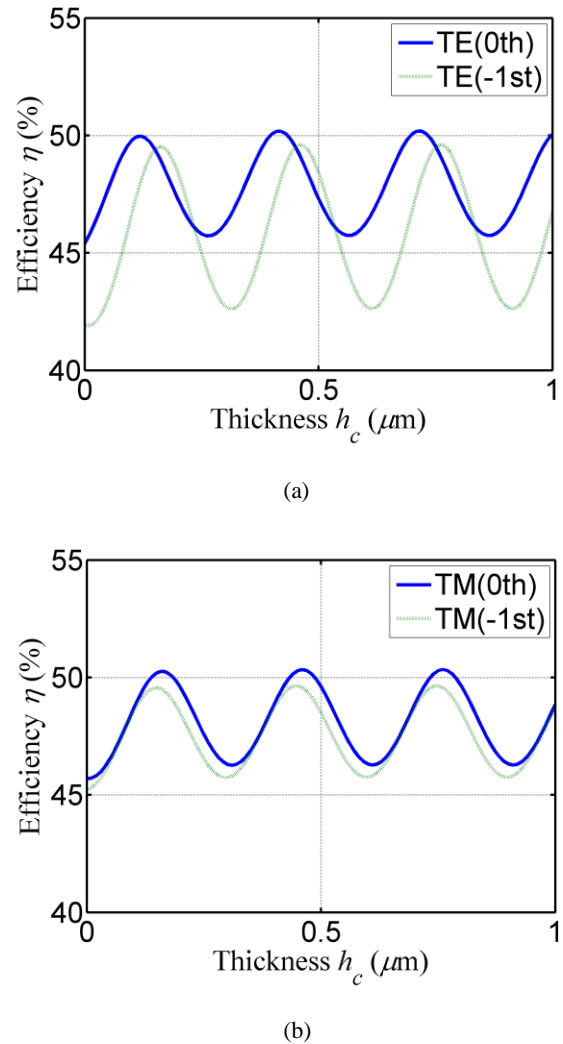 55
TE(0th)
TE(-1st)
50
45
40
0
0.5
1
Efficiency η (%)
Thickness h_c (μm)
(a)
55
TM(0th)
TM(-1st)
50
45
40
0
0.5
1
Efficiency η (%)
Thickness h_c (μm)
(b)